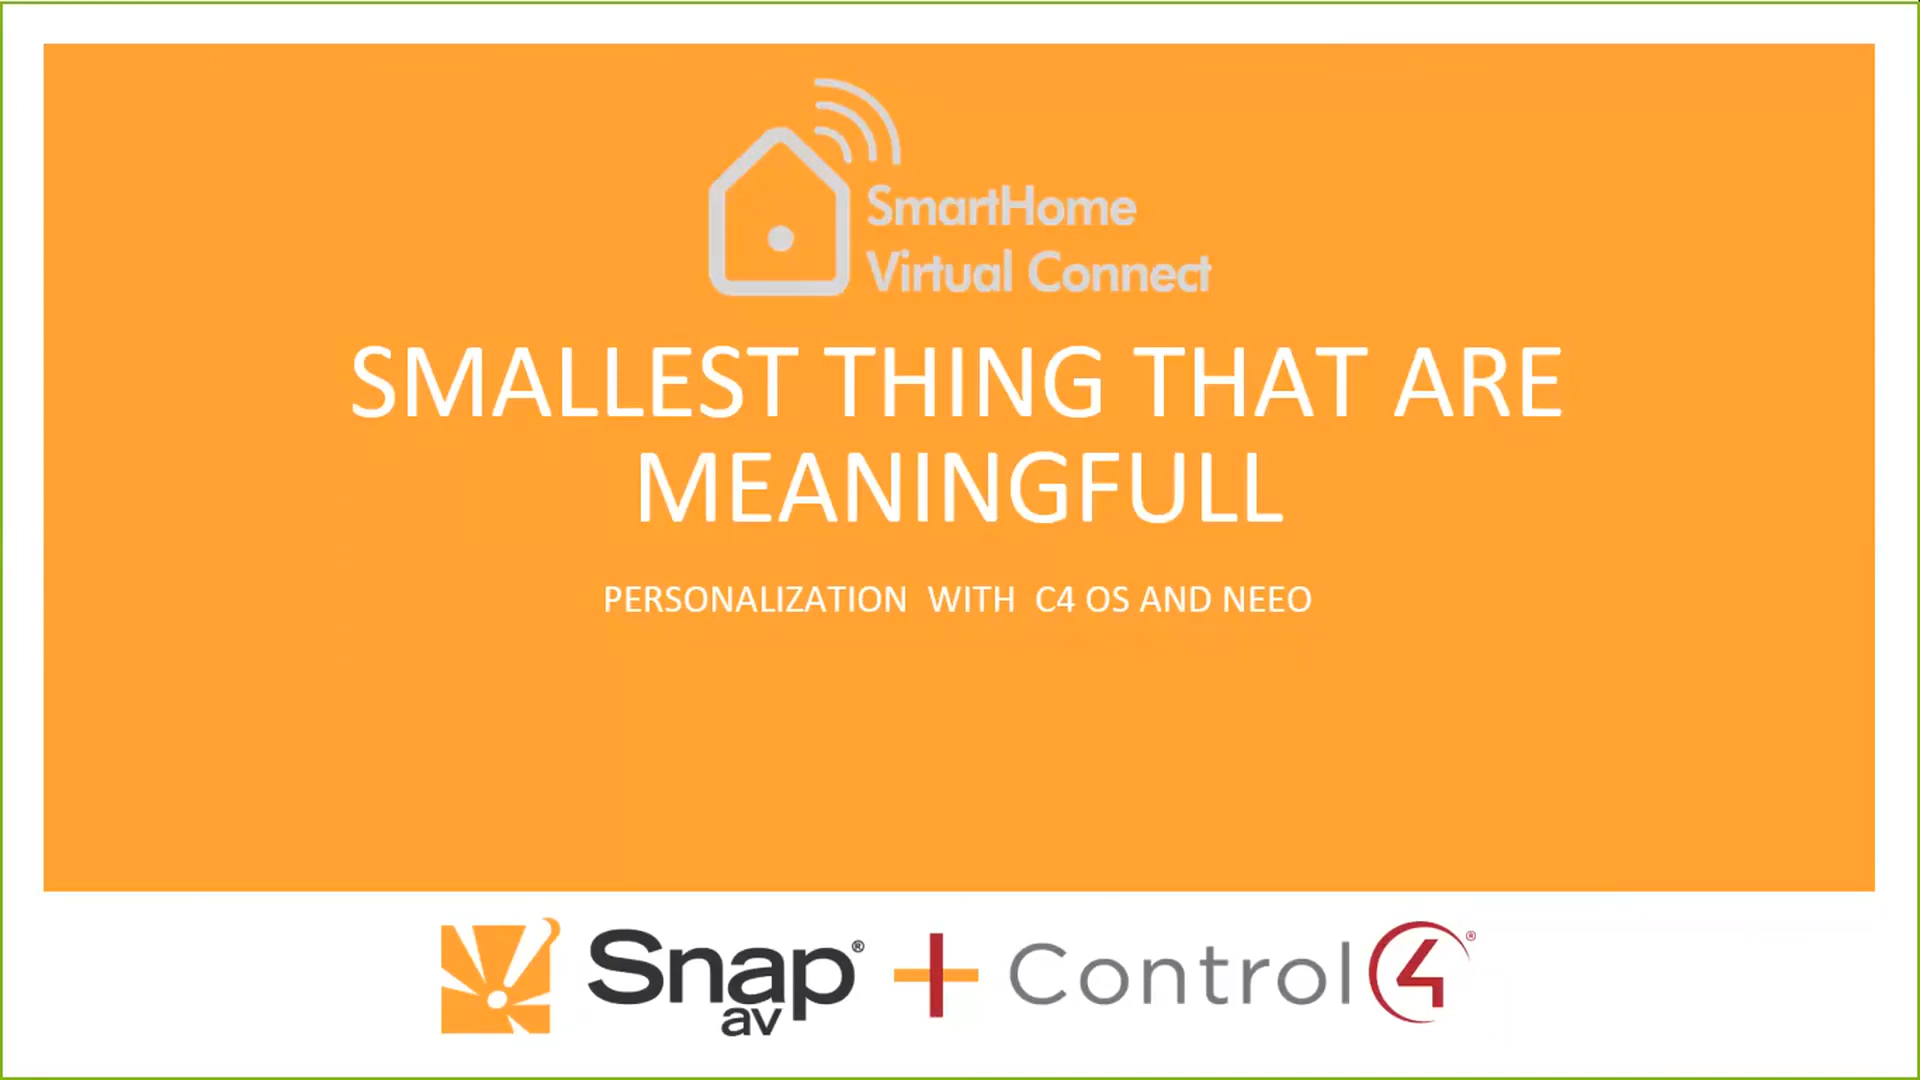 SmartHome
Virtual Connect
SMALLEST THING THAT ARE
MEANINGFULL
PERSONALIZATION WITH C4 OS AND NEEO
Snap®
av
Control4®